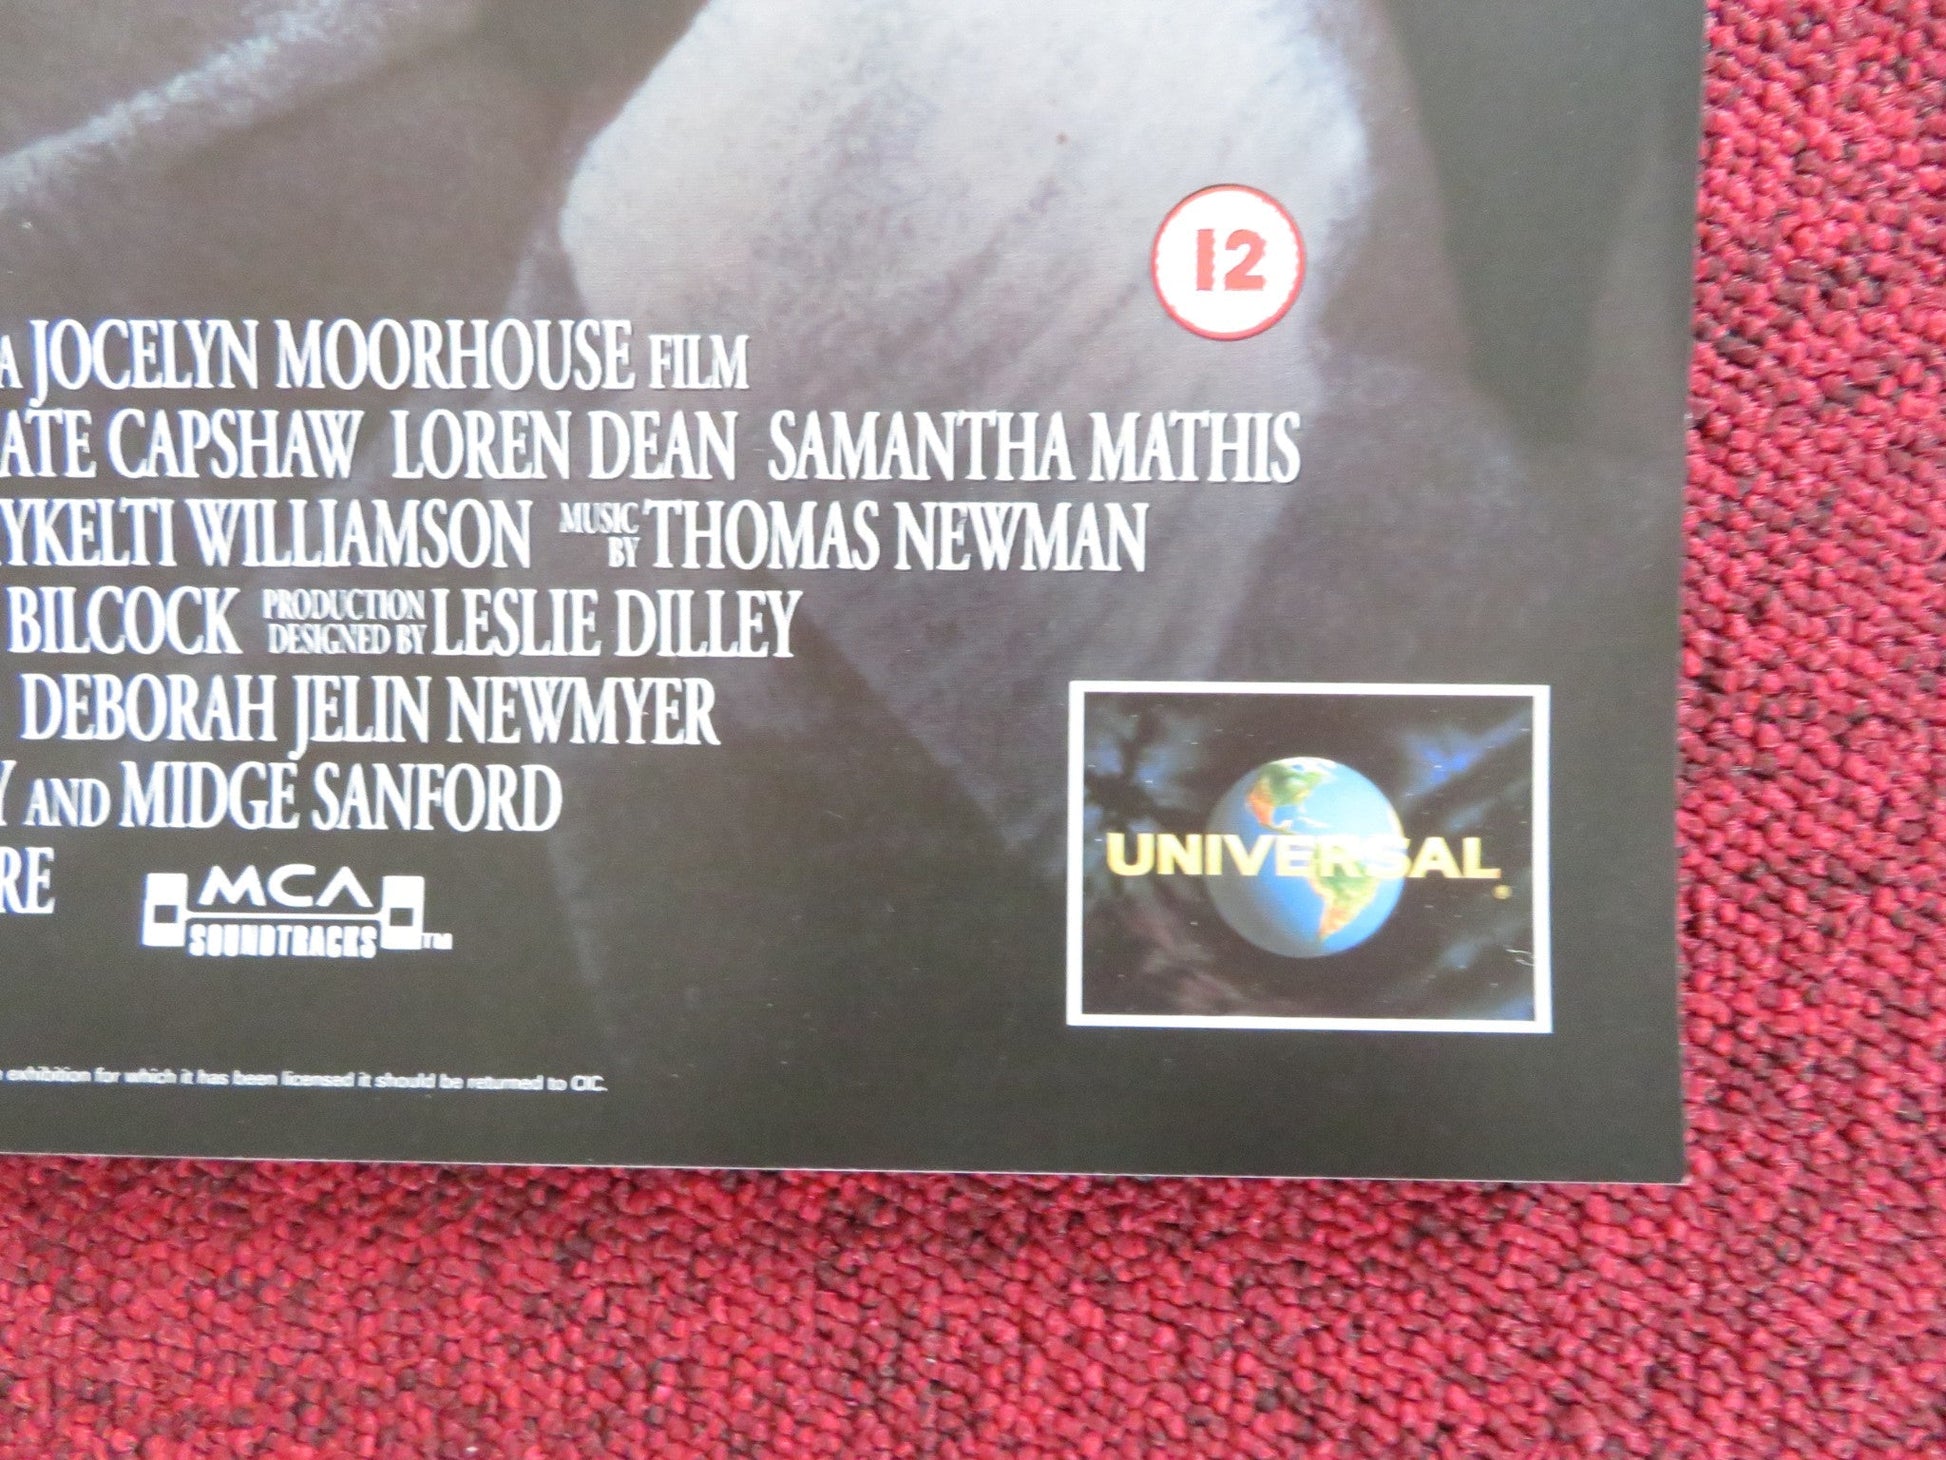 12
A JOCELYN MOORHOUSE FILM
ATE CAPSHAW LOREN DEAN SAMANTHA MATHIS
YKELTI WILLIAMSON MUSIC BY THOMAS NEWMAN
BILCOCK PRODUCTION DESIGNED BY LESLIE DILLEY
DEBORAH JELIN NEWMYER
Y AND MIDGE SANFORD
RE
MCA
SOUNDTRACKS™
UNIVERSAL
exhibition for which it has been licensed it should be returned to CIC.